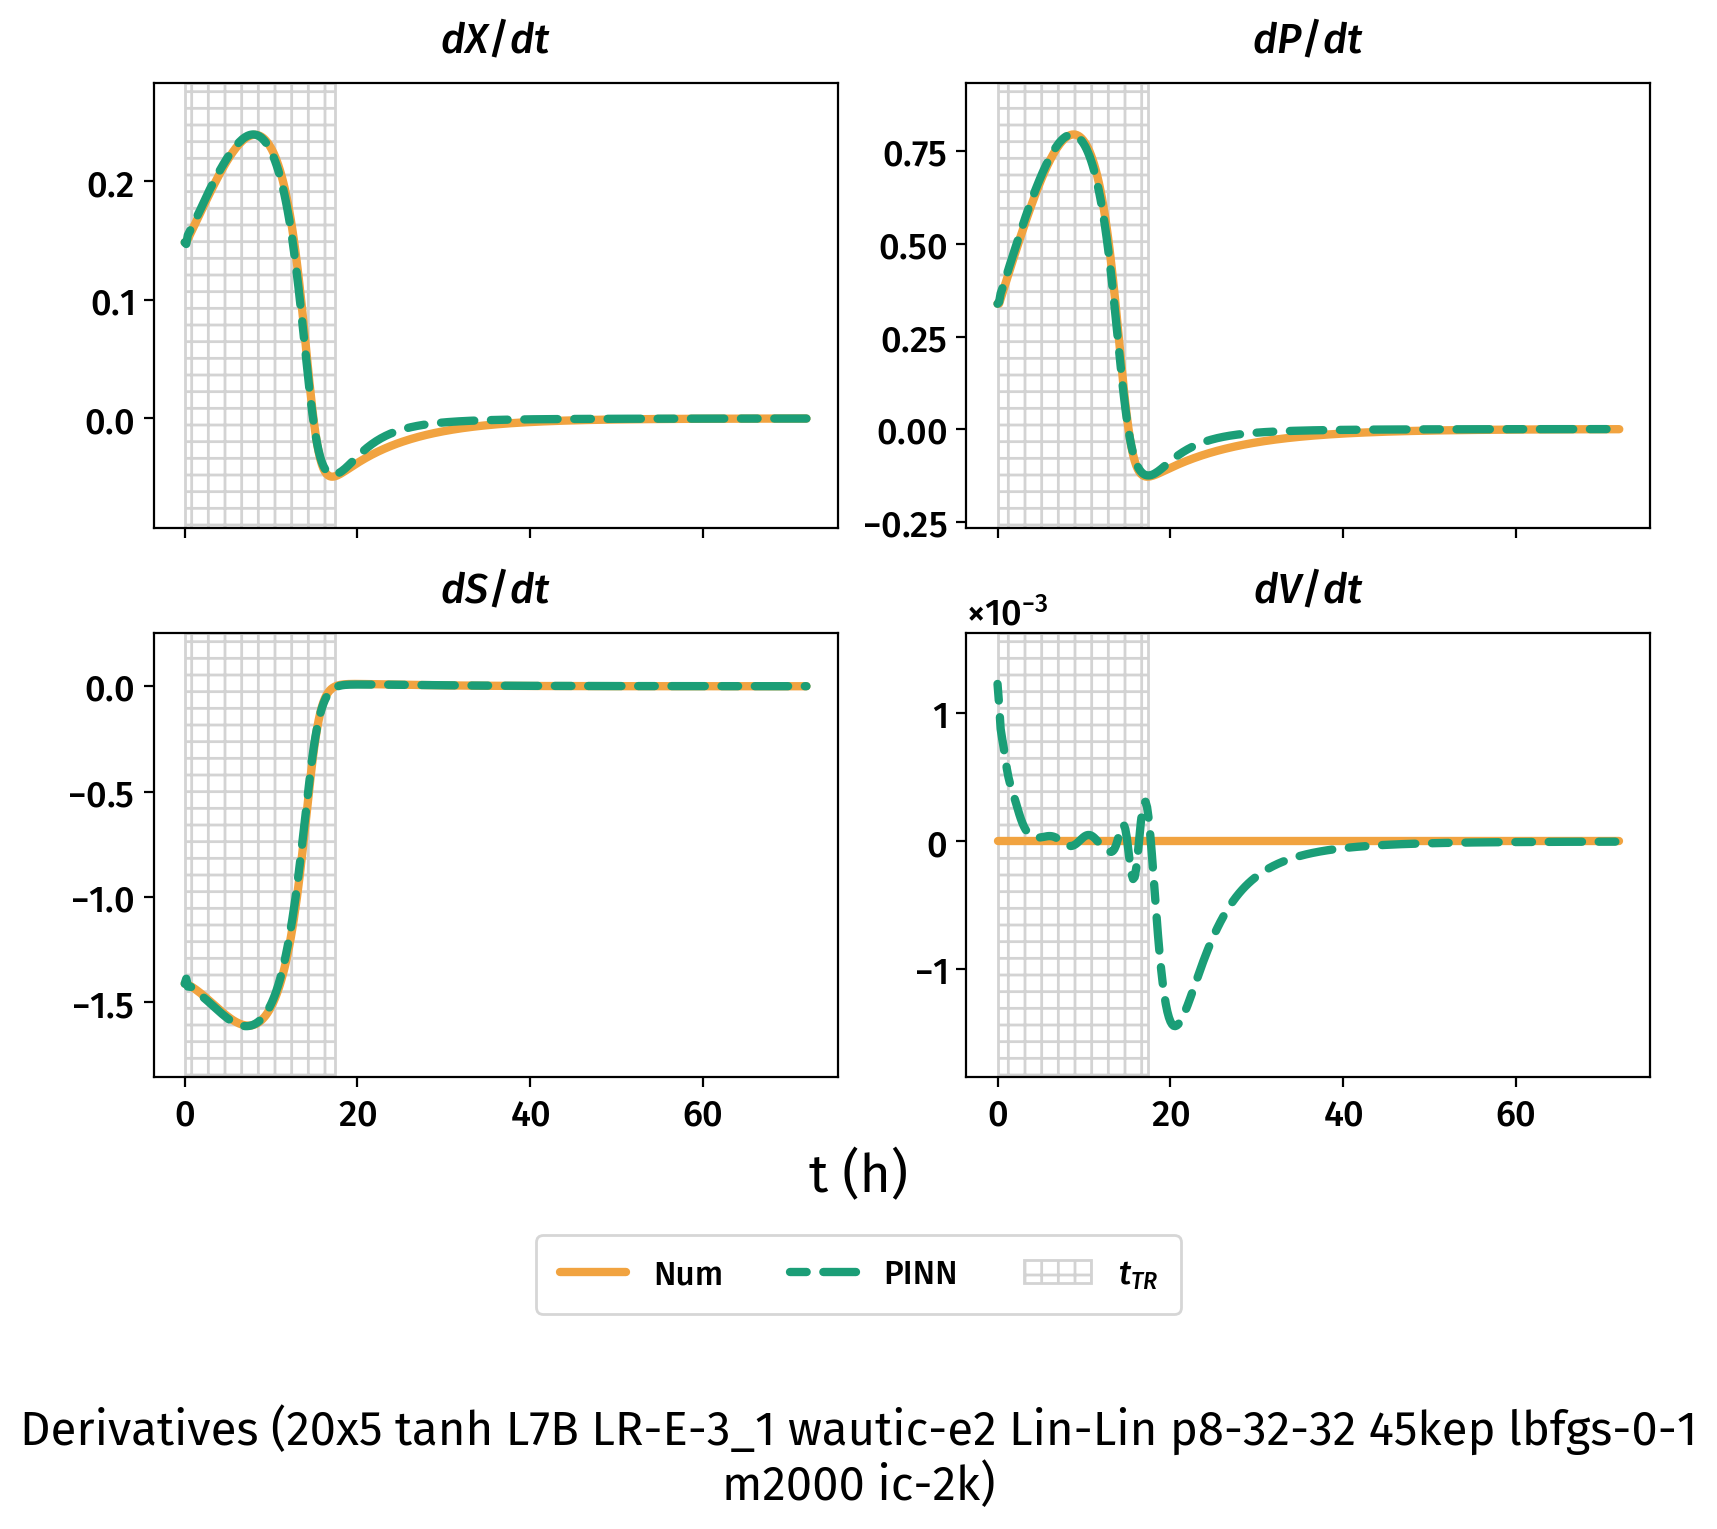 dX/dt
dP/dt
0.2
0.1
0.0
0.75
0.50
0.25
0.00
−0.25
dS/dt
dV/dt
×10⁻³
0.0
−0.5
−1.0
−1.5
1
0
−1
0 20 40 60
0 20 40 60
t (h)
Num PINN t_TR
Derivatives (20x5 tanh L7B LR-E-3_1 wautic-e2 Lin-Lin p8-32-32 45kep lbfgs-0-1
m2000 ic-2k)